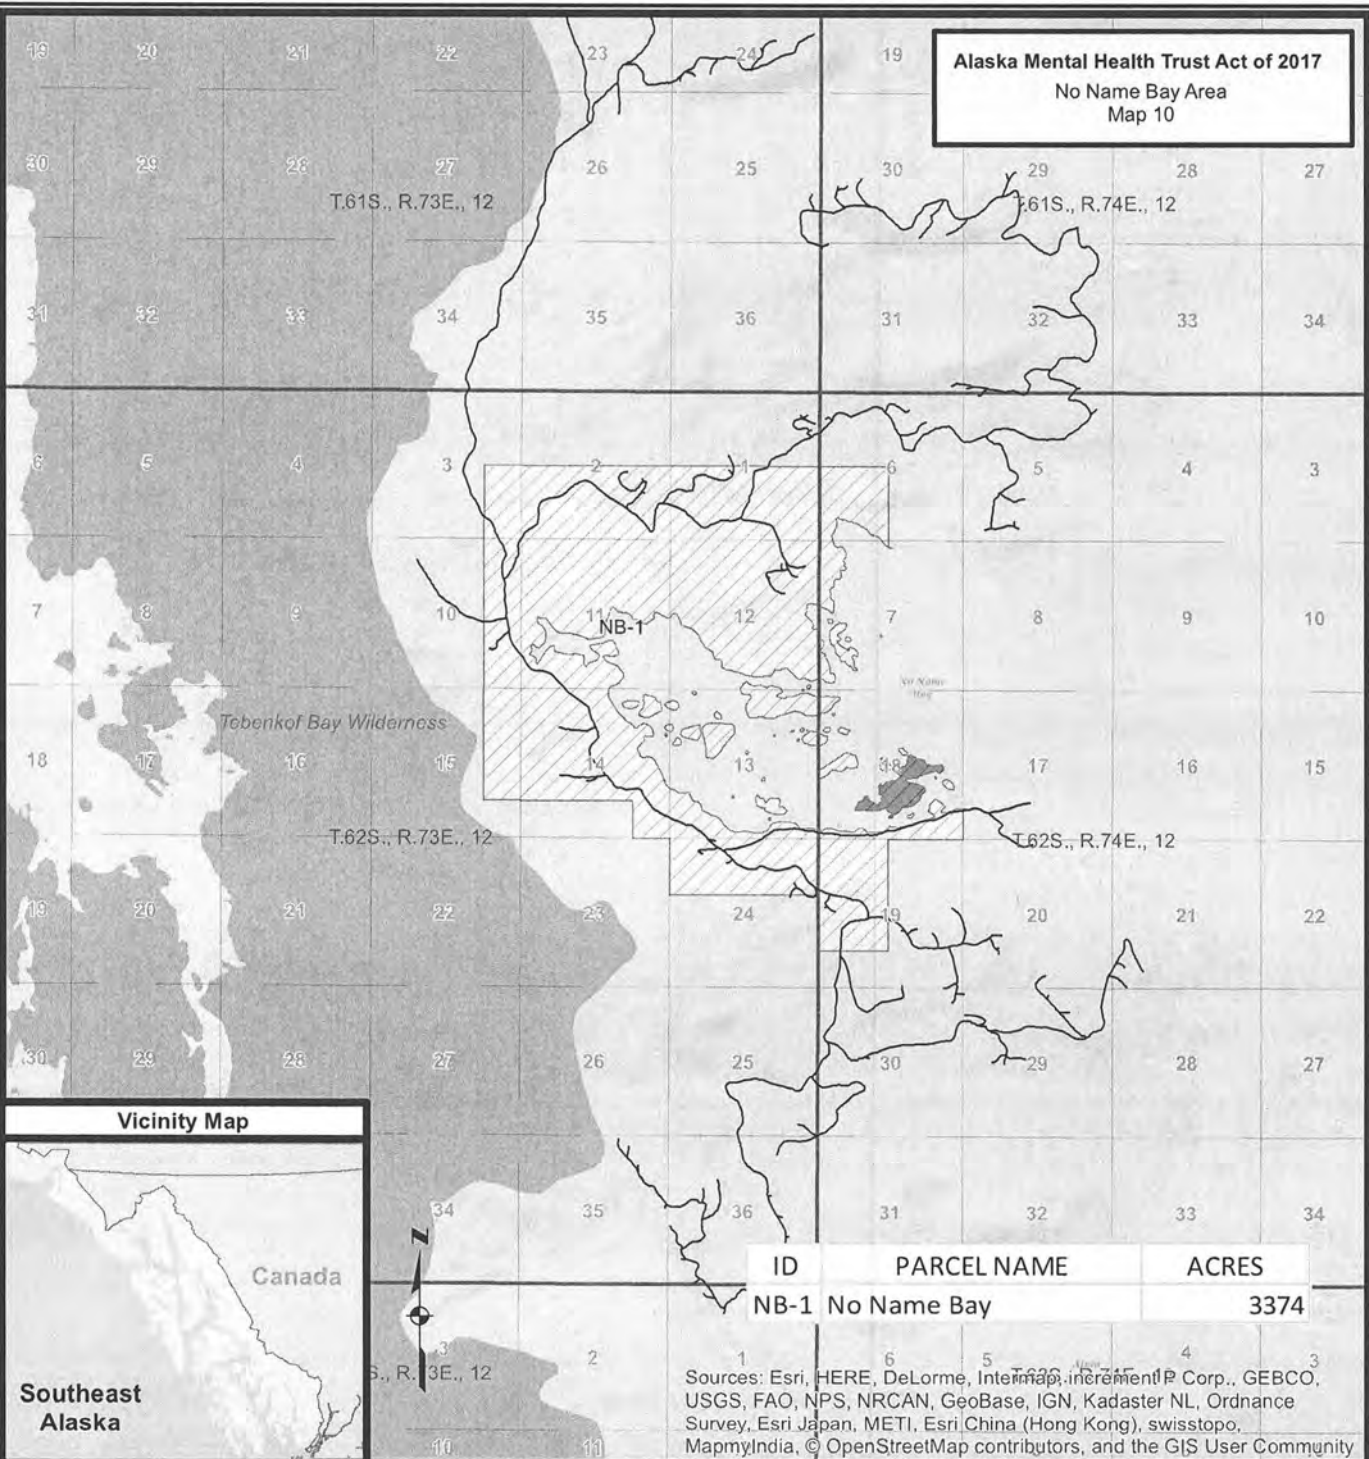 19 20 21 22 23 24 19
Alaska Mental Health Trust Act of 2017
No Name Bay Area
Map 10
30 29 28 27 26 25 30 29 28 27
T.61S., R.73E., 12 T.61S., R.74E., 12
31 32 33 34 35 36 31 32 33 34
6 5 4 3 2 1 6 5 4 3
7 8 9 10 11 12 7 8 9 10
NB-1
No Name Bay
Tebenkof Bay Wilderness
18 17 16 15 14 13 18 17 16 15
T.62S., R.73E., 12 T.62S., R.74E., 12
19 20 21 22 23 24 19 20 21 22
30 29 28 27 26 25 30 29 28 27
Vicinity Map
34 35 36 31 32 33 34
Canada
Southeast
Alaska
N
ID PARCEL NAME ACRES
NB-1 No Name Bay 3374
3 2 1 6 5 4 3
S., R.73E., 12 T.63S., R.74E., 12
10 11
Sources: Esri, HERE, DeLorme, Intermap, increment P Corp., GEBCO,
USGS, FAO, NPS, NRCAN, GeoBase, IGN, Kadaster NL, Ordnance
Survey, Esri Japan, METI, Esri China (Hong Kong), swisstopo,
MapmyIndia, © OpenStreetMap contributors, and the GIS User Community